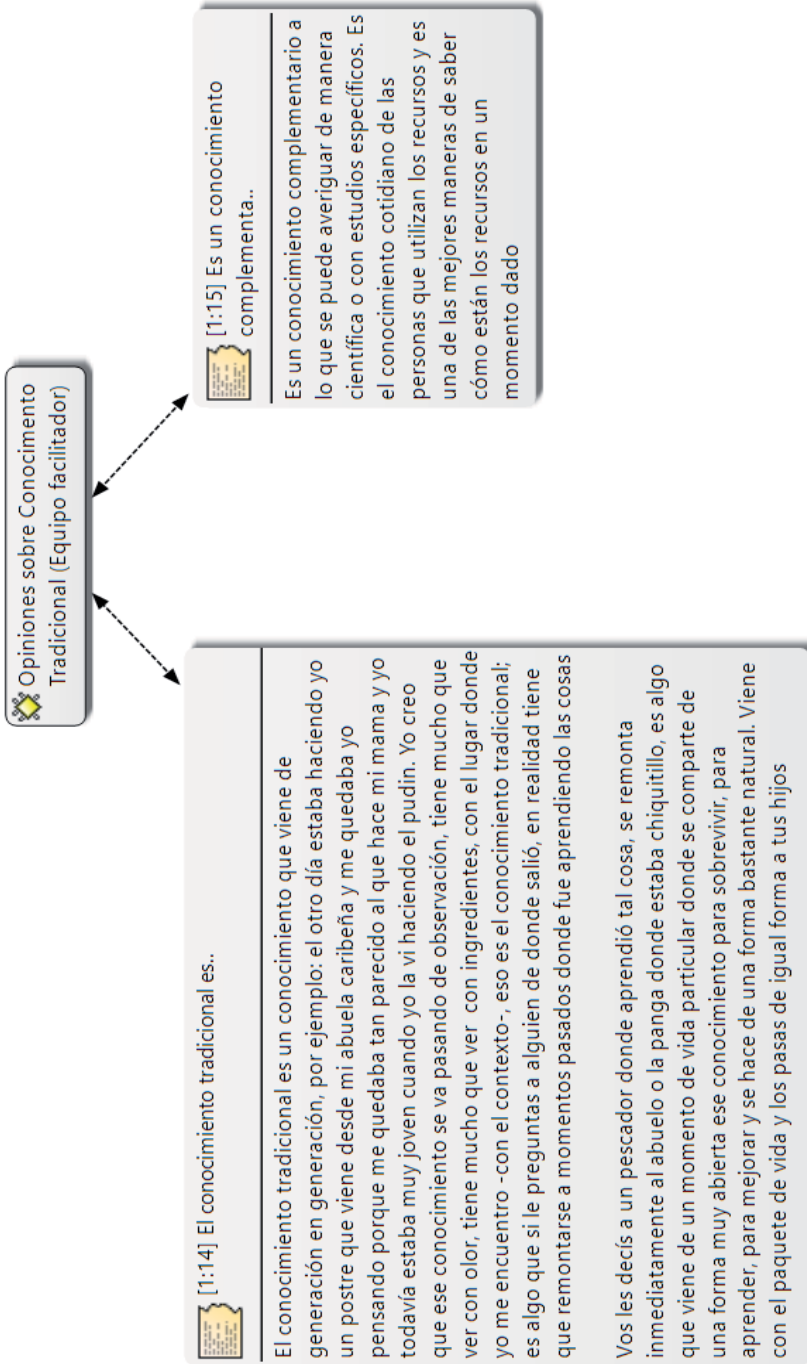 Opiniones sobre Conocimento
Tradicional (Equipo facilitador)
[1:14] El conocimiento tradicional es..
El conocimiento tradicional es un conocimiento que viene de
generación en generación, por ejemplo: el otro día estaba haciendo yo
un postre que viene desde mi abuela caribeña y me quedaba yo
pensando porque me quedaba tan parecido al que hace mi mama y yo
todavía estaba muy joven cuando yo la vi haciendo el pudin. Yo creo
que ese conocimiento se va pasando de observación, tiene mucho que
ver con olor, tiene mucho que ver con ingredientes, con el lugar donde
yo me encuentro -con el contexto-, eso es el conocimiento tradicional;
es algo que si le preguntas a alguien de donde salió, en realidad tiene
que remontarse a momentos pasados donde fue aprendiendo las cosas
Vos les decís a un pescador donde aprendió tal cosa, se remonta
inmediatamente al abuelo o la panga donde estaba chiquitillo, es algo
que viene de un momento de vida particular donde se comparte de
una forma muy abierta ese conocimiento para sobrevivir, para
aprender, para mejorar y se hace de una forma bastante natural. Viene
con el paquete de vida y los pasas de igual forma a tus hijos
[1:15] Es un conocimiento
complementa..
Es un conocimiento complementario a
lo que se puede averiguar de manera
científica o con estudios específicos. Es
el conocimiento cotidiano de las
personas que utilizan los recursos y es
una de las mejores maneras de saber
cómo están los recursos en un
momento dado